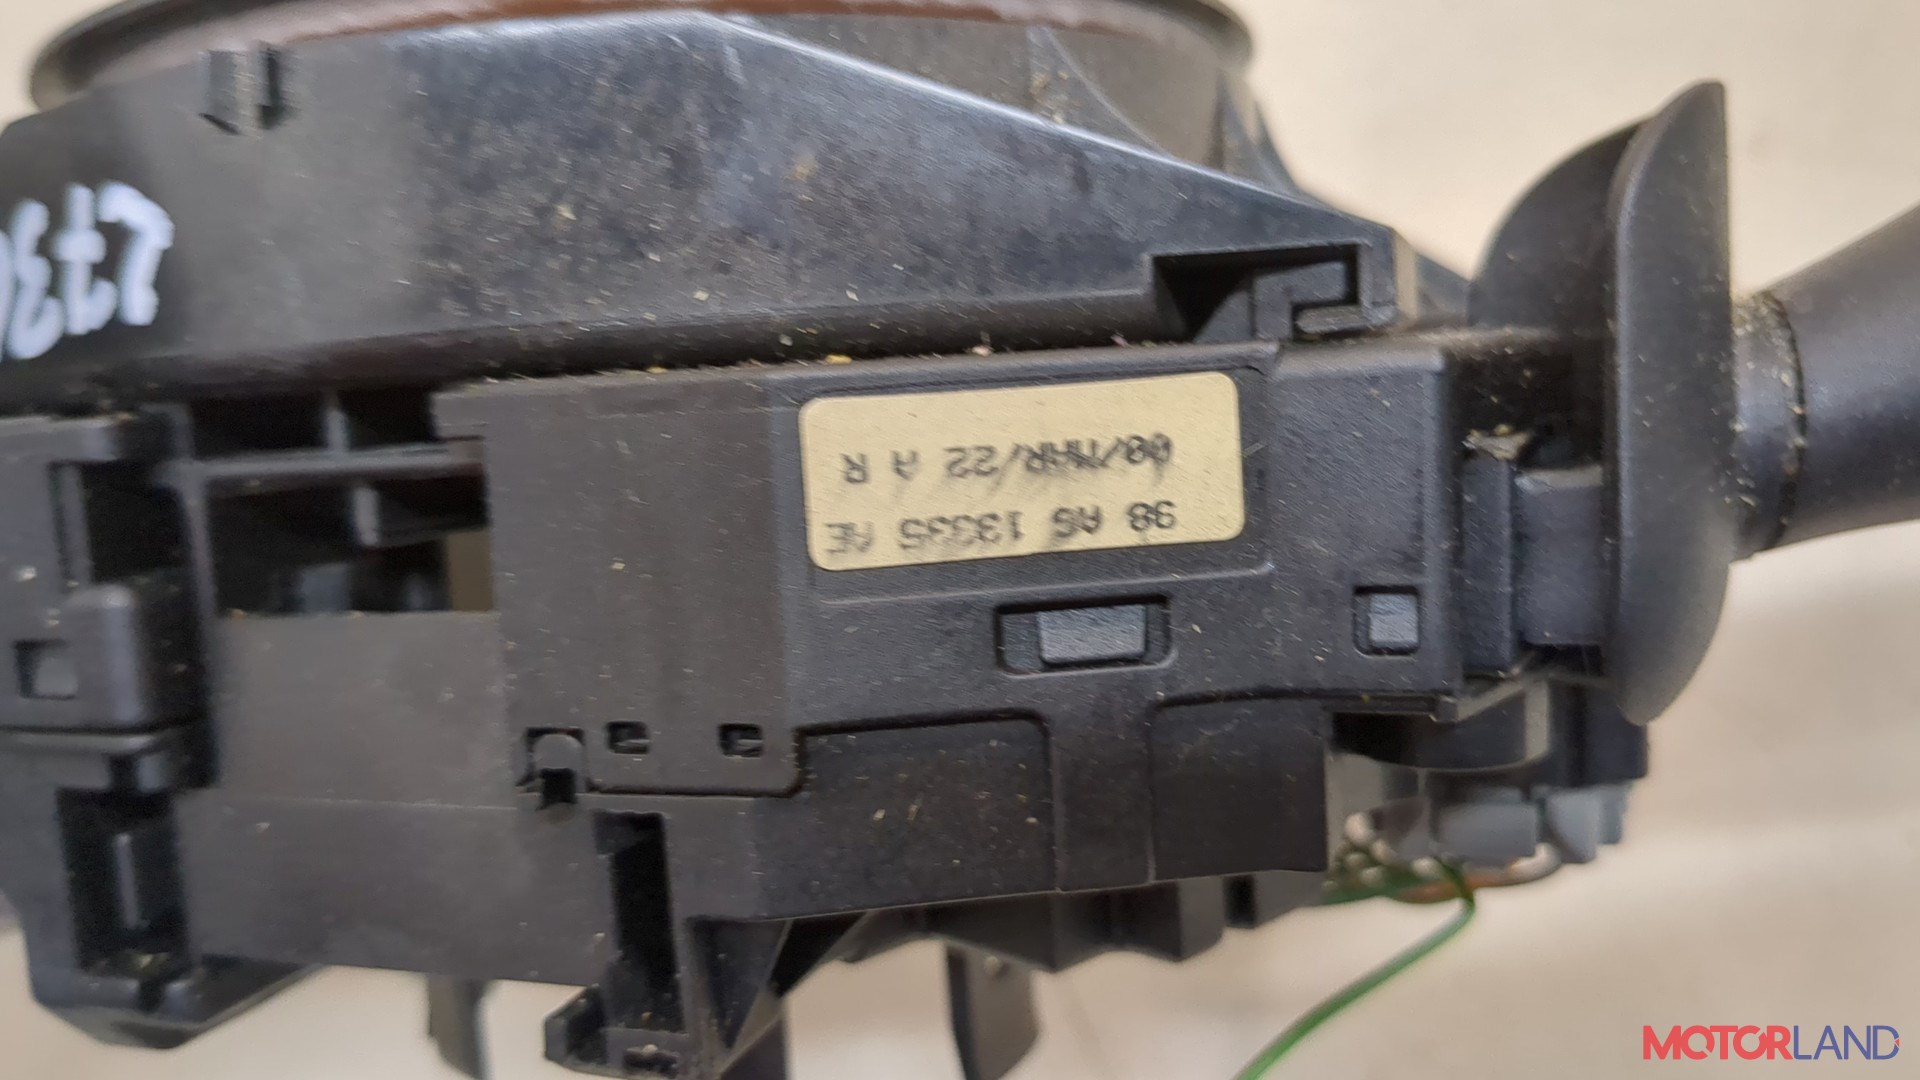 98 AG 13335 AE
00/MAR/22 A R
MOTORLAND